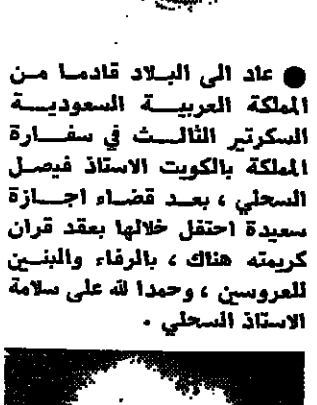 ● عاد الى البلاد قادما من
المملكة العربية السعودية
السكرتير الثالث في سفارة
المملكة بالكويت الاستاذ فيصل
السحلي ، بعد قضاء اجازة
سعيدة احتفل خلالها بعقد قران
كريمته هناك ، بالرفاء والبنين
للعروسين ، وحمدا لله على سلامة
الاستاذ السحلي .